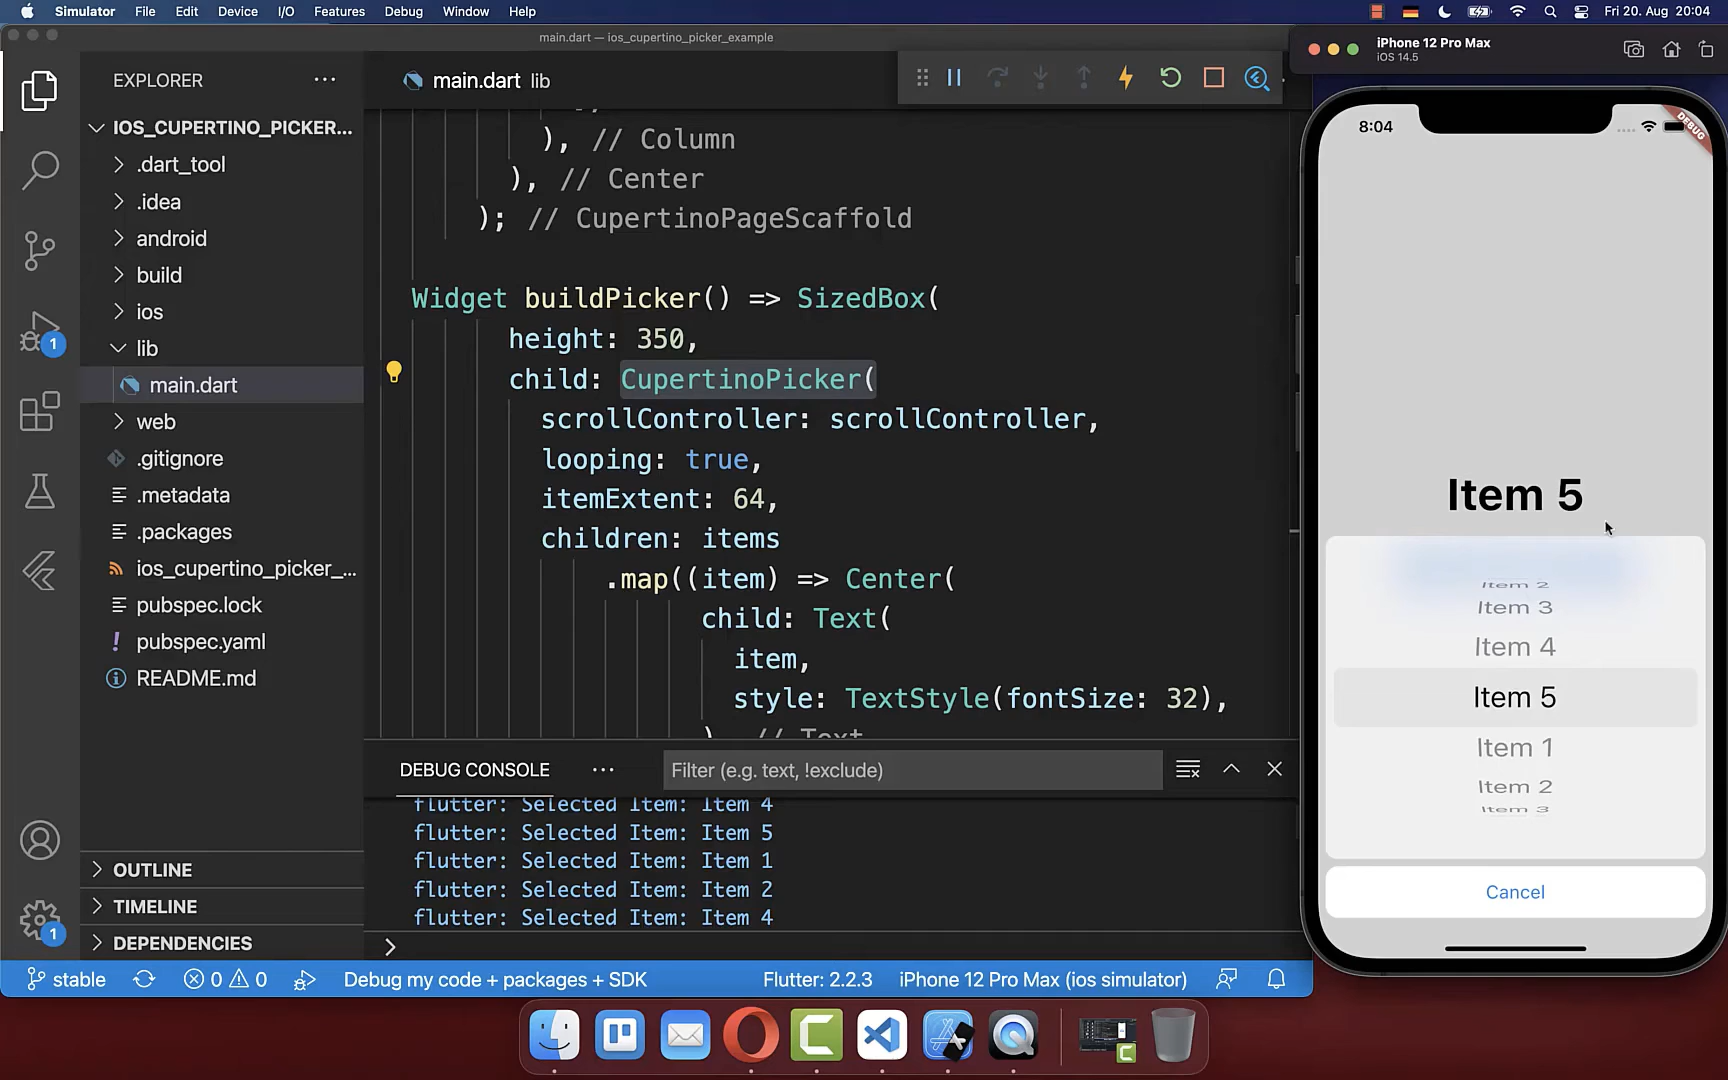 Simulator File Edit Device I/O Features Debug Window Help
Fri 20. Aug 20:04
main.dart — ios_cupertino_picker_example
EXPLORER
IOS_CUPERTINO_PICKER...
.dart_tool
.idea
android
build
ios
lib
main.dart
web
.gitignore
.metadata
.packages
ios_cupertino_picker_...
pubspec.lock
pubspec.yaml
README.md
OUTLINE
TIMELINE
DEPENDENCIES
1
1
main.dart lib
), // Column
), // Center
); // CupertinoPageScaffold
Widget buildPicker() => SizedBox(
height: 350,
child: CupertinoPicker(
scrollController: scrollController,
looping: true,
itemExtent: 64,
children: items
.map((item) => Center(
child: Text(
item,
style: TextStyle(fontSize: 32),
), // Text
DEBUG CONSOLE
Filter (e.g. text, !exclude)
flutter: Selected Item: Item 4
flutter: Selected Item: Item 5
flutter: Selected Item: Item 1
flutter: Selected Item: Item 2
flutter: Selected Item: Item 4
stable
0 0
Debug my code + packages + SDK
Flutter: 2.2.3
iPhone 12 Pro Max (ios simulator)
iPhone 12 Pro Max
iOS 14.5
8:04
DEBUG
Item 5
Item 2
Item 3
Item 4
Item 5
Item 1
Item 2
Item 3
Cancel